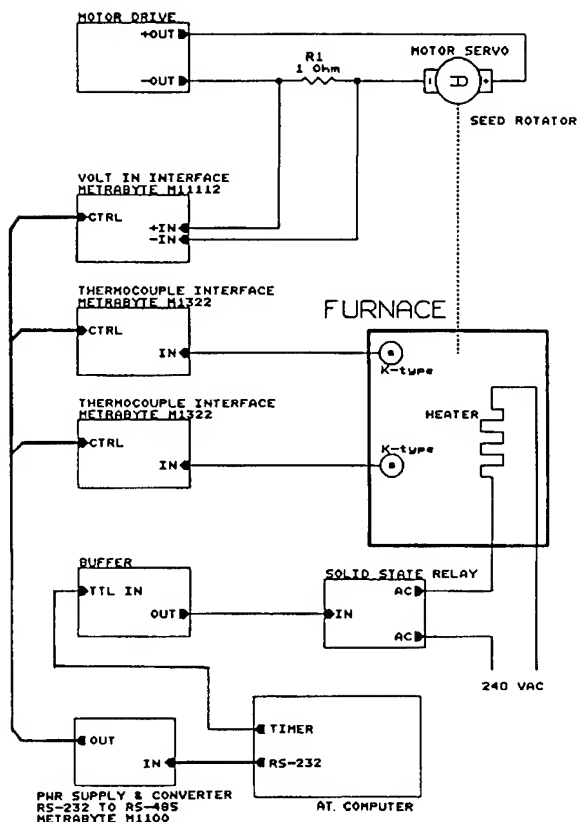 MOTOR DRIVE
+OUT
-OUT
R1
1 Ohm
MOTOR SERVO
SEED ROTATOR
VOLT IN INTERFACE
METRABYTE M11112
CTRL
+IN
-IN
THERMOCOUPLE INTERFACE
METRABYTE M1322
CTRL
IN
FURNACE
K-type
THERMOCOUPLE INTERFACE
METRABYTE M1322
CTRL
IN
HEATER
K-type
BUFFER
TTL IN
OUT
SOLID STATE RELAY
AC
IN
AC
240 VAC
OUT
IN
TIMER
RS-232
PWR SUPPLY & CONVERTER
RS-232 TO RS-485
METRABYTE M1100
AT. COMPUTER